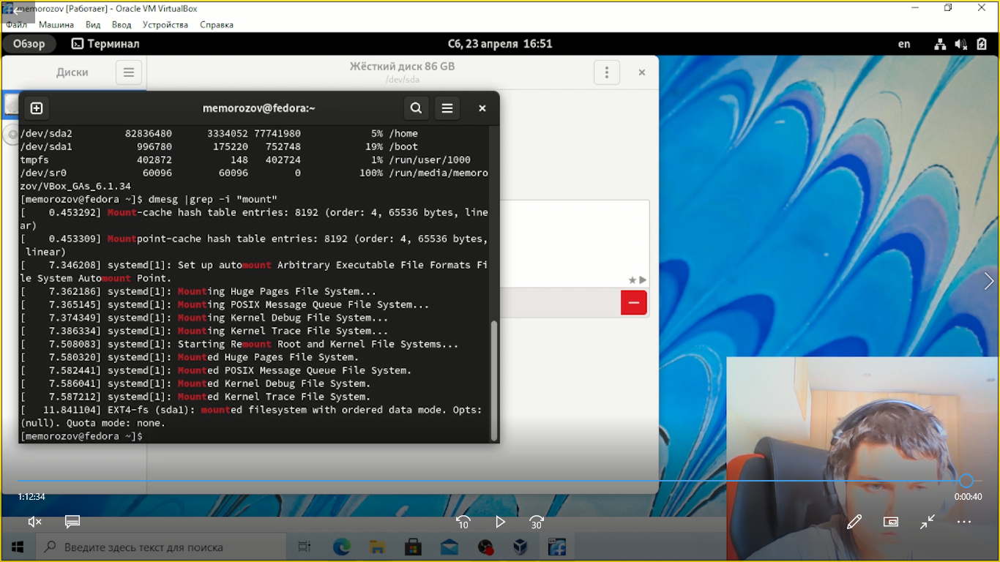 memorozov [Работает] - Oracle VM VirtualBox
Файл Машина Вид Ввод Устройства Справка
Обзор Терминал Сб, 23 апреля 16:51 en
Диски Жёсткий диск 86 GB
/dev/sda
memorozov@fedora:~
/dev/sda2 82836480 3334052 77741980 5% /home
/dev/sda1 996780 175220 752748 19% /boot
tmpfs 402872 148 402724 1% /run/user/1000
/dev/sr0 60096 60096 0 100% /run/media/memoro
zov/VBox_GAs_6.1.34
[memorozov@fedora ~]$ dmesg |grep -i "mount"
[    0.453292] Mount-cache hash table entries: 8192 (order: 4, 65536 bytes, line
ar)
[    0.453309] Mountpoint-cache hash table entries: 8192 (order: 4, 65536 bytes,
 linear)
[    7.346208] systemd[1]: Set up automount Arbitrary Executable File Formats Fi
le System Automount Point.
[    7.362186] systemd[1]: Mounting Huge Pages File System...
[    7.365145] systemd[1]: Mounting POSIX Message Queue File System...
[    7.374349] systemd[1]: Mounting Kernel Debug File System...
[    7.386334] systemd[1]: Mounting Kernel Trace File System...
[    7.508083] systemd[1]: Starting Remount Root and Kernel File Systems...
[    7.580320] systemd[1]: Mounted Huge Pages File System.
[    7.582441] systemd[1]: Mounted POSIX Message Queue File System.
[    7.586041] systemd[1]: Mounted Kernel Debug File System.
[    7.587212] systemd[1]: Mounted Kernel Trace File System.
[   11.841104] EXT4-fs (sda1): mounted filesystem with ordered data mode. Opts:
(null). Quota mode: none.
[memorozov@fedora ~]$
1:12:34 0:00:40
10 30
Введите здесь текст для поиска